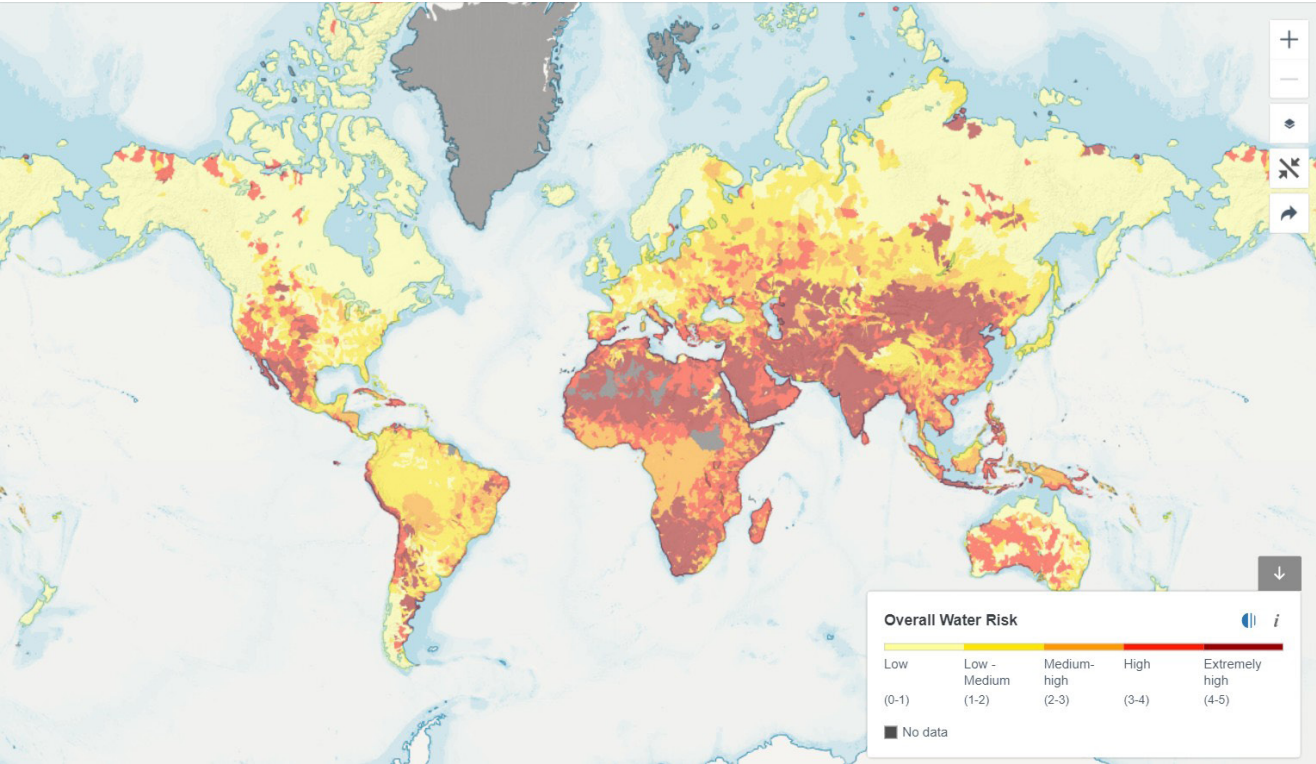 Overall Water Risk
i
Low Low - Medium- High Extremely
Medium high high
(0-1) (1-2) (2-3) (3-4) (4-5)
No data